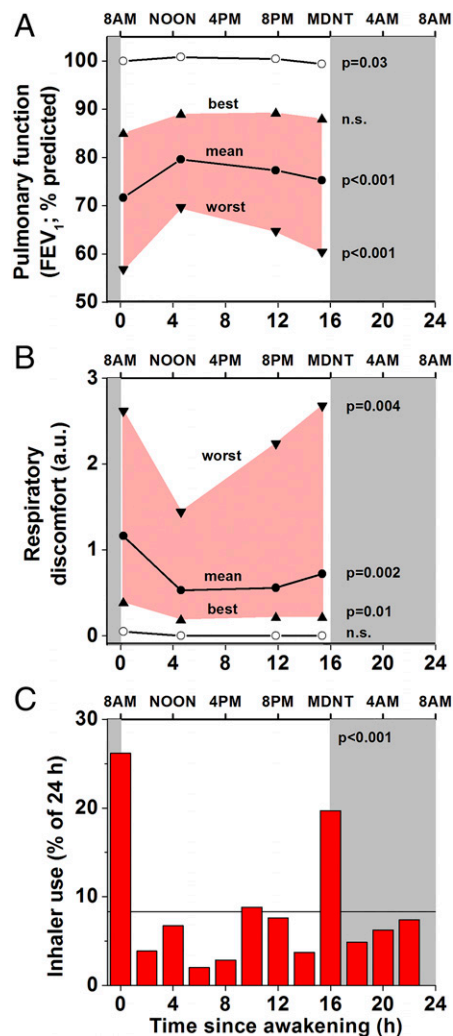 A
8AM NOON 4PM 8PM MDNT 4AM 8AM
Pulmonary function
(FEV1; % predicted)
100
90
80
70
60
50
p=0.03
best
n.s.
mean
p<0.001
worst
p<0.001
0 4 8 12 16 20 24
B
8AM NOON 4PM 8PM MDNT 4AM 8AM
Respiratory
discomfort (a.u.)
3
2
1
0
p=0.004
worst
mean
p=0.002
best
p=0.01
n.s.
0 4 8 12 16 20 24
C
8AM NOON 4PM 8PM MDNT 4AM 8AM
Inhaler use (% of 24 h)
30
20
10
0
p<0.001
0 4 8 12 16 20 24
Time since awakening (h)